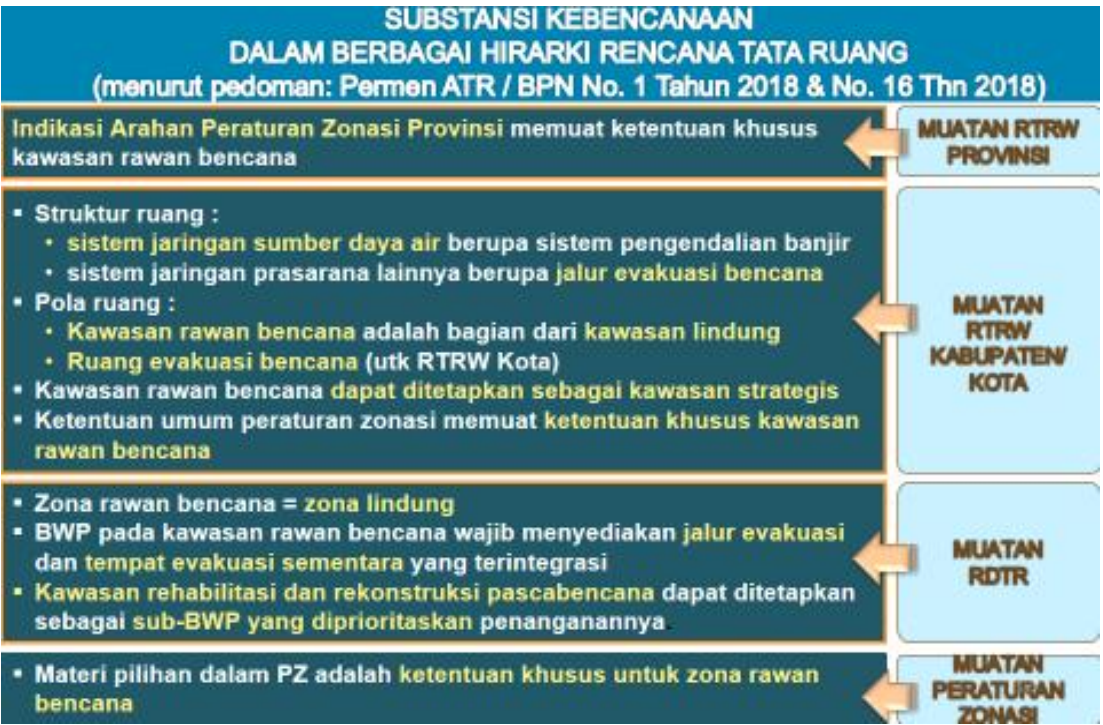 SUBSTANSI KEBENCANAAN
DALAM BERBAGAI HIRARKI RENCANA TATA RUANG
(menurut pedoman: Permen ATR / BPN No. 1 Tahun 2018 & No. 16 Thn 2018)
Indikasi Arahan Peraturan Zonasi Provinsi memuat ketentuan khusus
kawasan rawan bencana
MUATAN RTRW
PROVINSI
▪ Struktur ruang :
• sistem jaringan sumber daya air berupa sistem pengendalian banjir
• sistem jaringan prasarana lainnya berupa jalur evakuasi bencana
▪ Pola ruang :
• Kawasan rawan bencana adalah bagian dari kawasan lindung
• Ruang evakuasi bencana (utk RTRW Kota)
▪ Kawasan rawan bencana dapat ditetapkan sebagai kawasan strategis
▪ Ketentuan umum peraturan zonasi memuat ketentuan khusus kawasan
rawan bencana
MUATAN
RTRW
KABUPATEN/
KOTA
▪ Zona rawan bencana = zona lindung
▪ BWP pada kawasan rawan bencana wajib menyediakan jalur evakuasi
dan tempat evakuasi sementara yang terintegrasi
▪ Kawasan rehabilitasi dan rekonstruksi pascabencana dapat ditetapkan
sebagai sub-BWP yang diprioritaskan penanganannya.
MUATAN
RDTR
▪ Materi pilihan dalam PZ adalah ketentuan khusus untuk zona rawan
bencana
MUATAN
PERATURAN
ZONASI